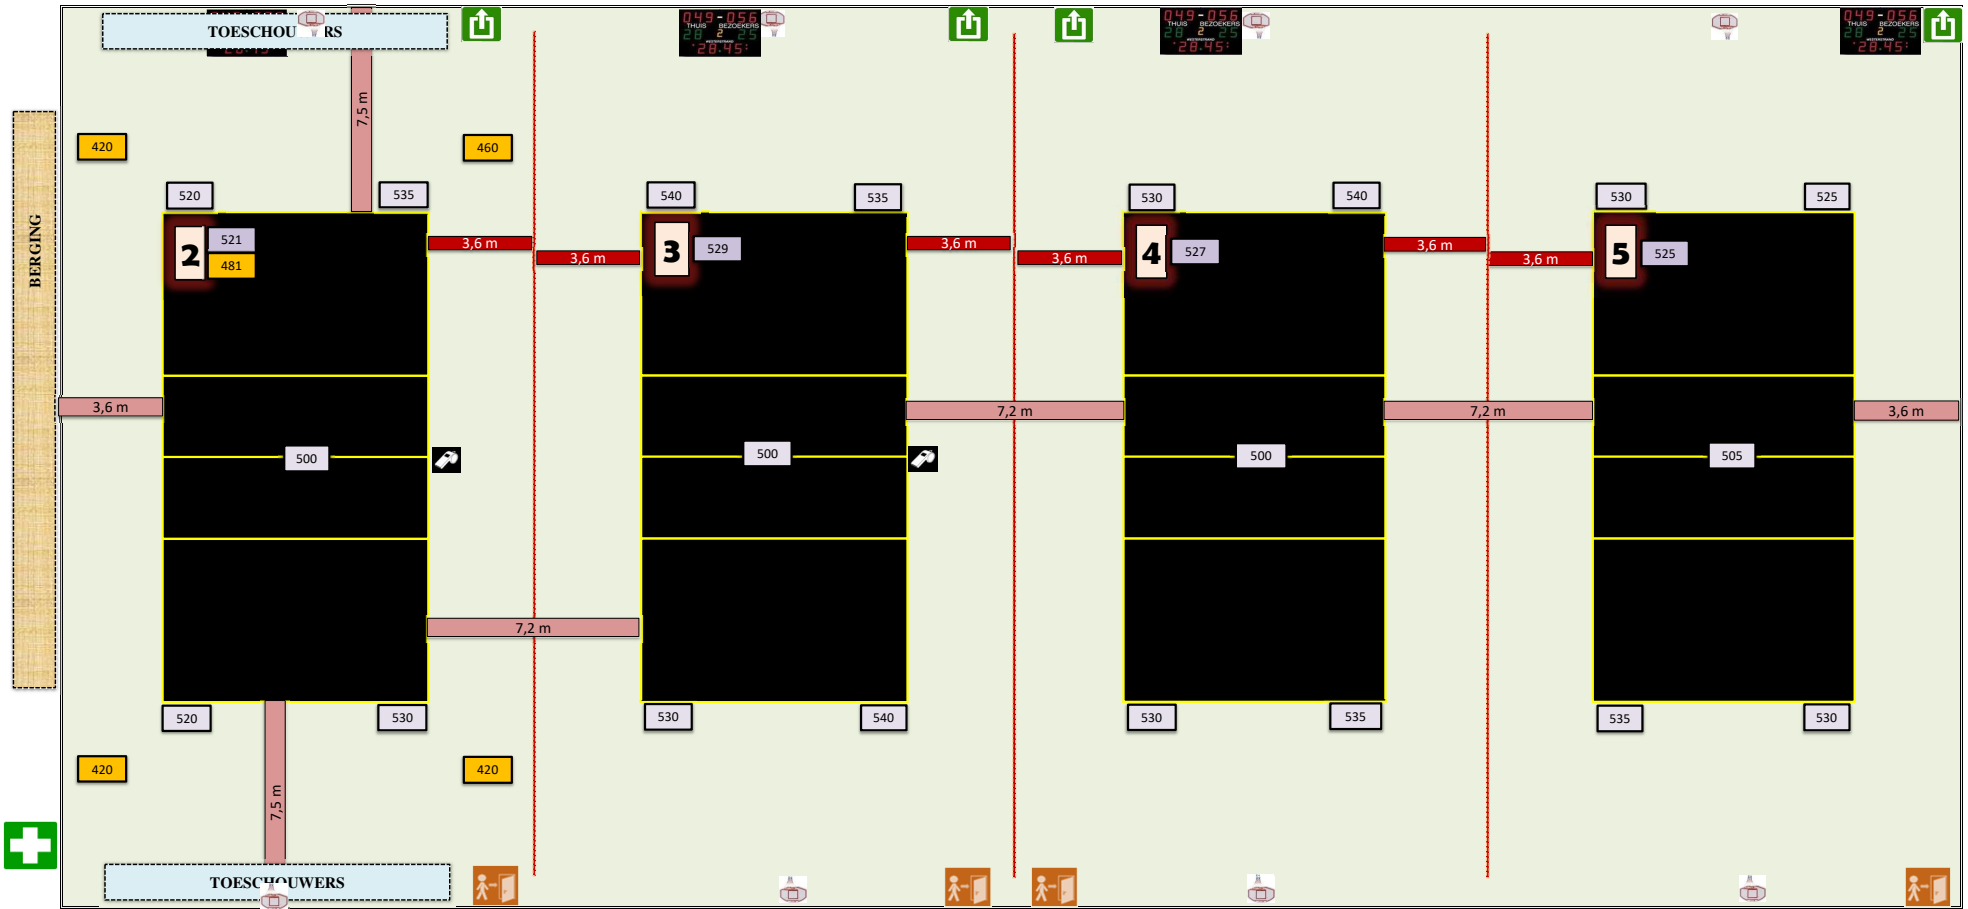 TOESCHOU RS
049-056
THUIS BEZOEKERS
28 2 25
WESTERSTRAND
28.45
049-056
THUIS BEZOEKERS
28 2 25
WESTERSTRAND
28.45
049-056
THUIS BEZOEKERS
28 2 25
WESTERSTRAND
28.45
7,5 m
420
460
520
535
540
535
530
540
530
525
BERGING
2
521
481
3,6 m
3,6 m
3
529
3,6 m
3,6 m
4
527
3,6 m
3,6 m
5
525
3,6 m
7,2 m
7,2 m
3,6 m
500
500
500
505
7,2 m
520
530
530
540
530
535
535
530
420
420
7,5 m
TOESCHOUWERS